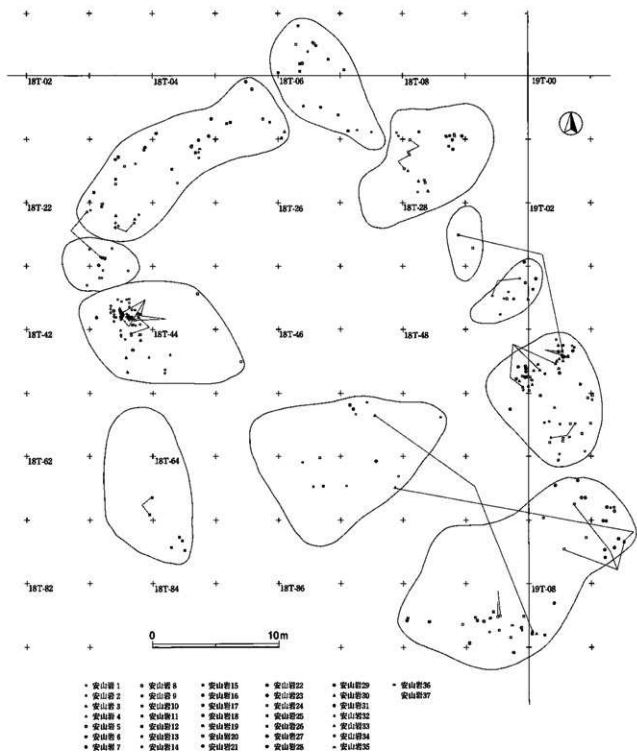 18T-02 18T-04 18T-06 18T-08 19T-00
18T-22 18T-26 18T-28 19T-02
18T-42 18T-44 18T-46 18T-48
18T-62 18T-64
18T-82 18T-84 18T-86 19T-08
0 10m
安山岩1 安山岩8 安山岩15 安山岩22 安山岩29 安山岩36
安山岩2 安山岩9 安山岩16 安山岩23 安山岩30 安山岩37
安山岩3 安山岩10 安山岩17 安山岩24 安山岩31
安山岩4 安山岩11 安山岩18 安山岩25 安山岩32
安山岩5 安山岩12 安山岩19 安山岩26 安山岩33
安山岩6 安山岩13 安山岩20 安山岩27 安山岩34
安山岩7 安山岩14 安山岩21 安山岩28 安山岩35